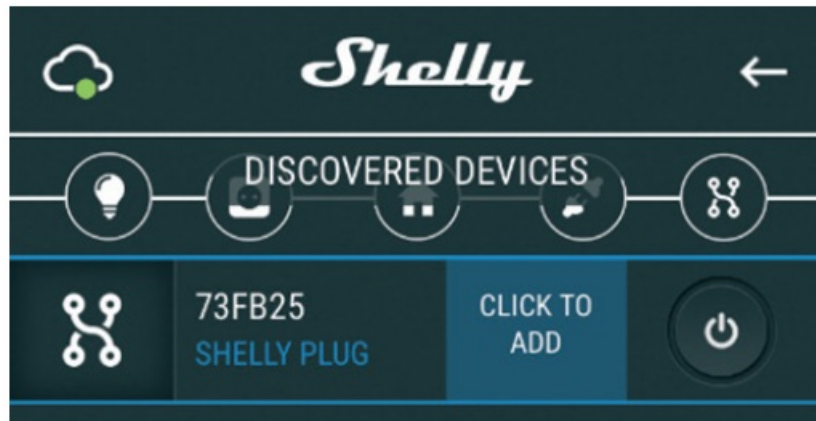 Shelly
DISCOVERED DEVICES
73FB25
SHELLY PLUG
CLICK TO
ADD